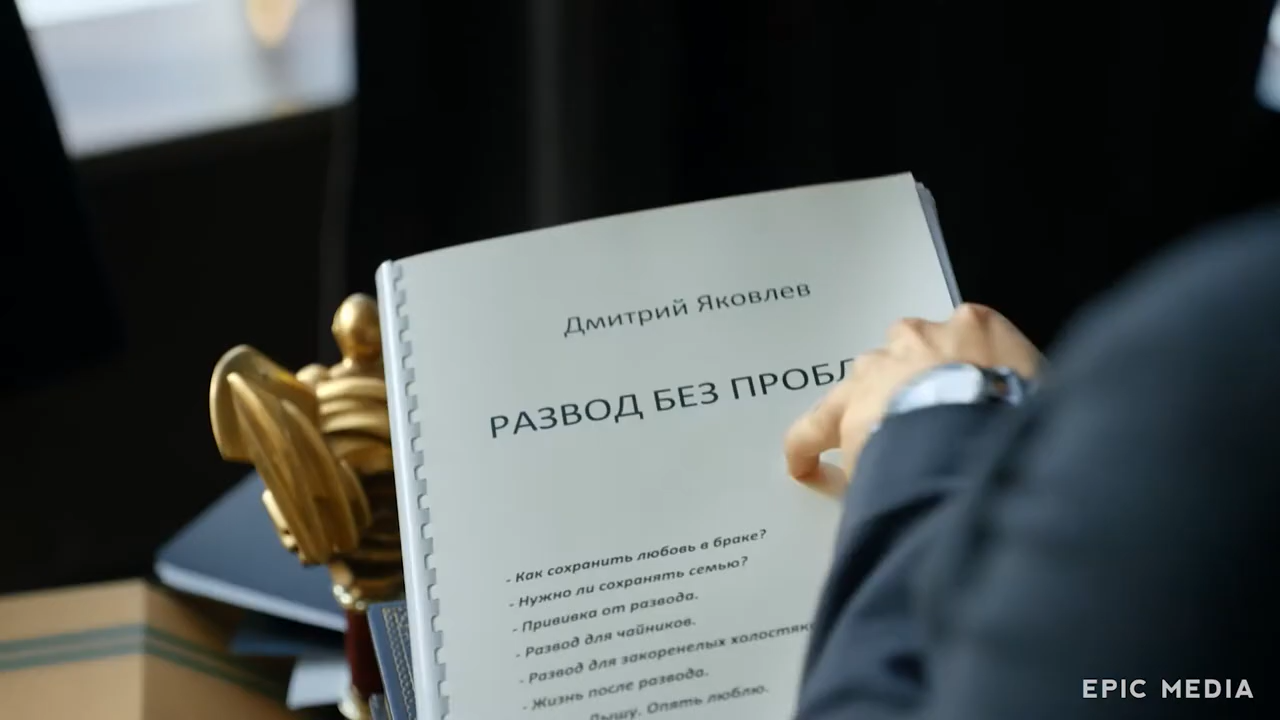 Дмитрий Яковлев
РАЗВОД БЕЗ ПРОБЛ
- Как сохранить любовь в браке?
- Нужно ли сохранять семью?
- Прививка от развода.
- Развод для чайников.
- Развод для закоренелых холостяк
- Жизнь после развода.
Дышу. Опять люблю.
EPIC MEDIA